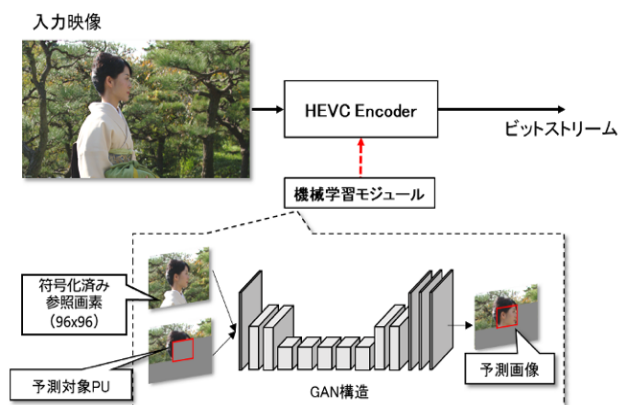 入力映像
HEVC Encoder
ビットストリーム
機械学習モジュール
符号化済み
参照画素
（96x96）
予測対象PU
GAN構造
予測画像